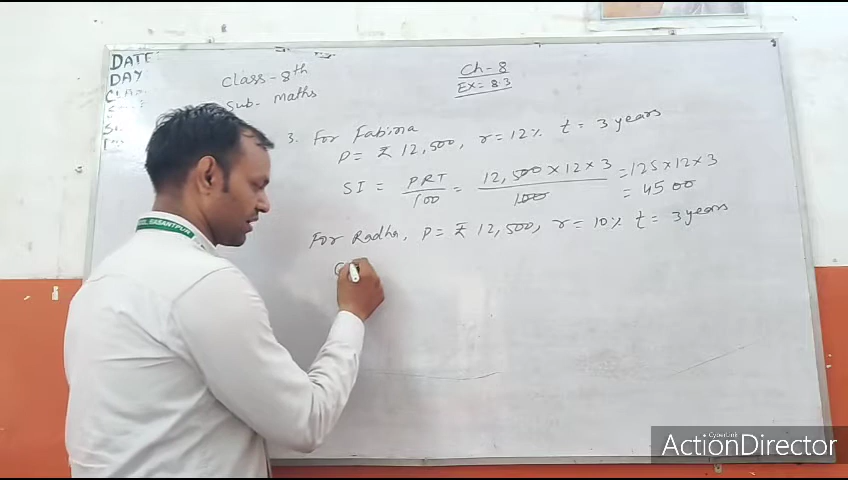 DATE:
DAY
Class - 8th
Sub - maths
Ch - 8
Ex = 8.3
3. For Fabina
P = ₹ 12,500, r = 12% t = 3 years
SI = PRT/100 = 12,500 × 12 × 3/100 = 125 × 12 × 3
= 4500
For Radha, P = ₹ 12,500, r = 10% t = 3 years
BASANTPUR
CyberLink
ActionDirector